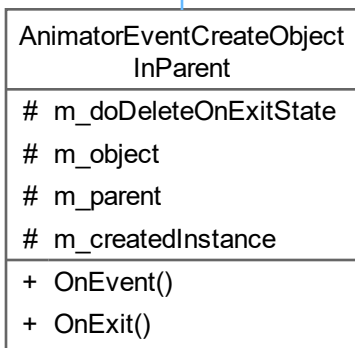 AnimatorEventCreateObject
InParent
# m_doDeleteOnExitState
# m_object
# m_parent
# m_createdInstance
+ OnEvent()
+ OnExit()